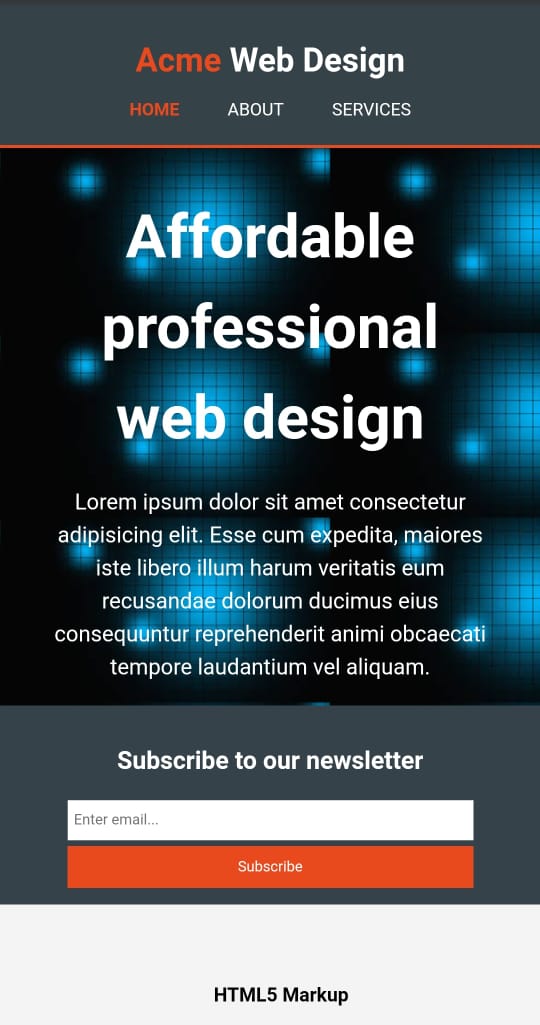 Acme Web Design
HOME ABOUT SERVICES
Affordable
professional
web design
Lorem ipsum dolor sit amet consectetur
adipisicing elit. Esse cum expedita, maiores
iste libero illum harum veritatis eum
recusandae dolorum ducimus eius
consequuntur reprehenderit animi obcaecati
tempore laudantium vel aliquam.
Subscribe to our newsletter
Enter email...
Subscribe
HTML5 Markup